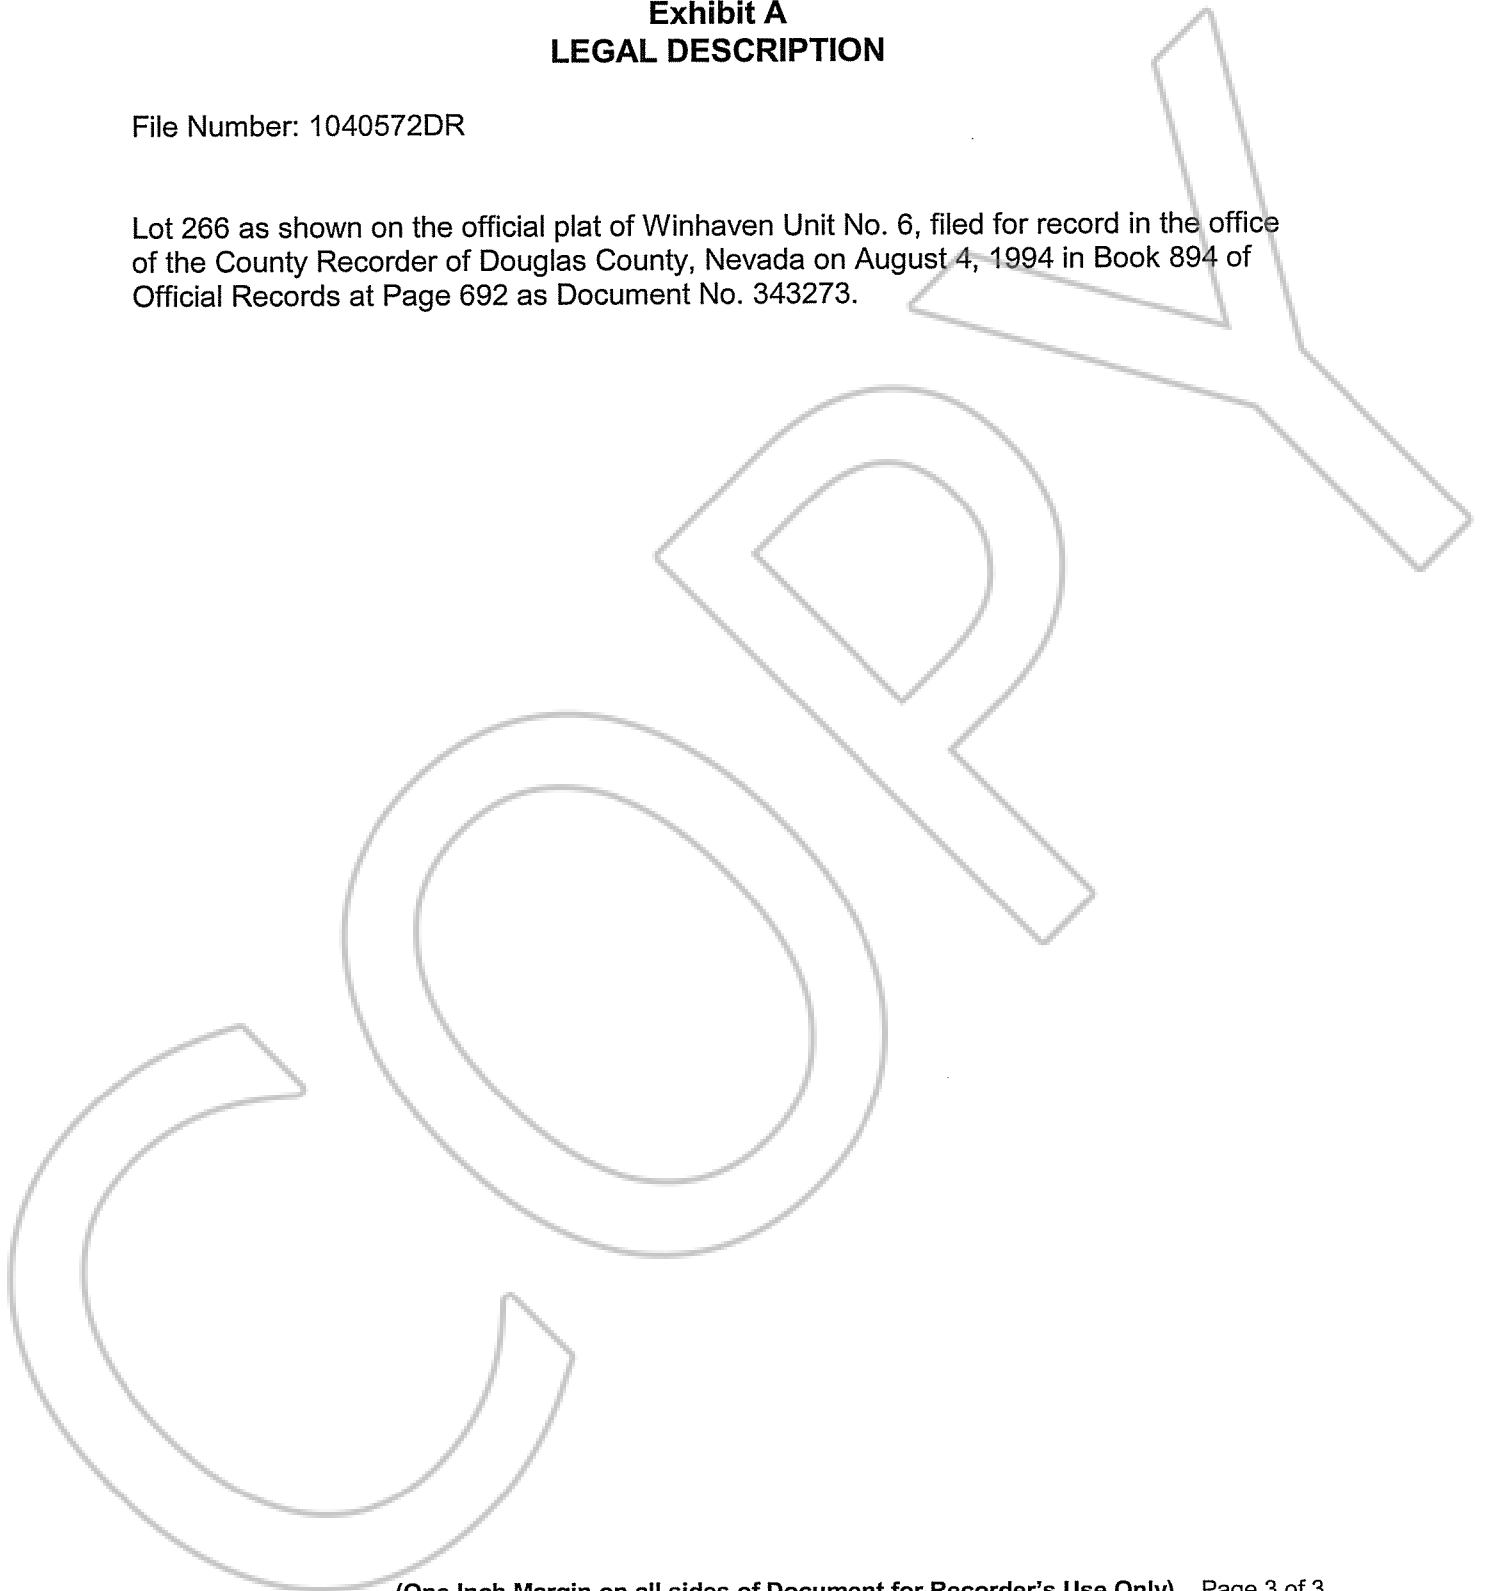 Exhibit A
LEGAL DESCRIPTION
File Number: 1040572DR
Lot 266 as shown on the official plat of Winhaven Unit No. 6, filed for record in the office
of the County Recorder of Douglas County, Nevada on August 4, 1994 in Book 894 of
Official Records at Page 692 as Document No. 343273.
COPY
(One Inch Margin on all sides of Document for Recorder's Use Only) Page 3 of 3